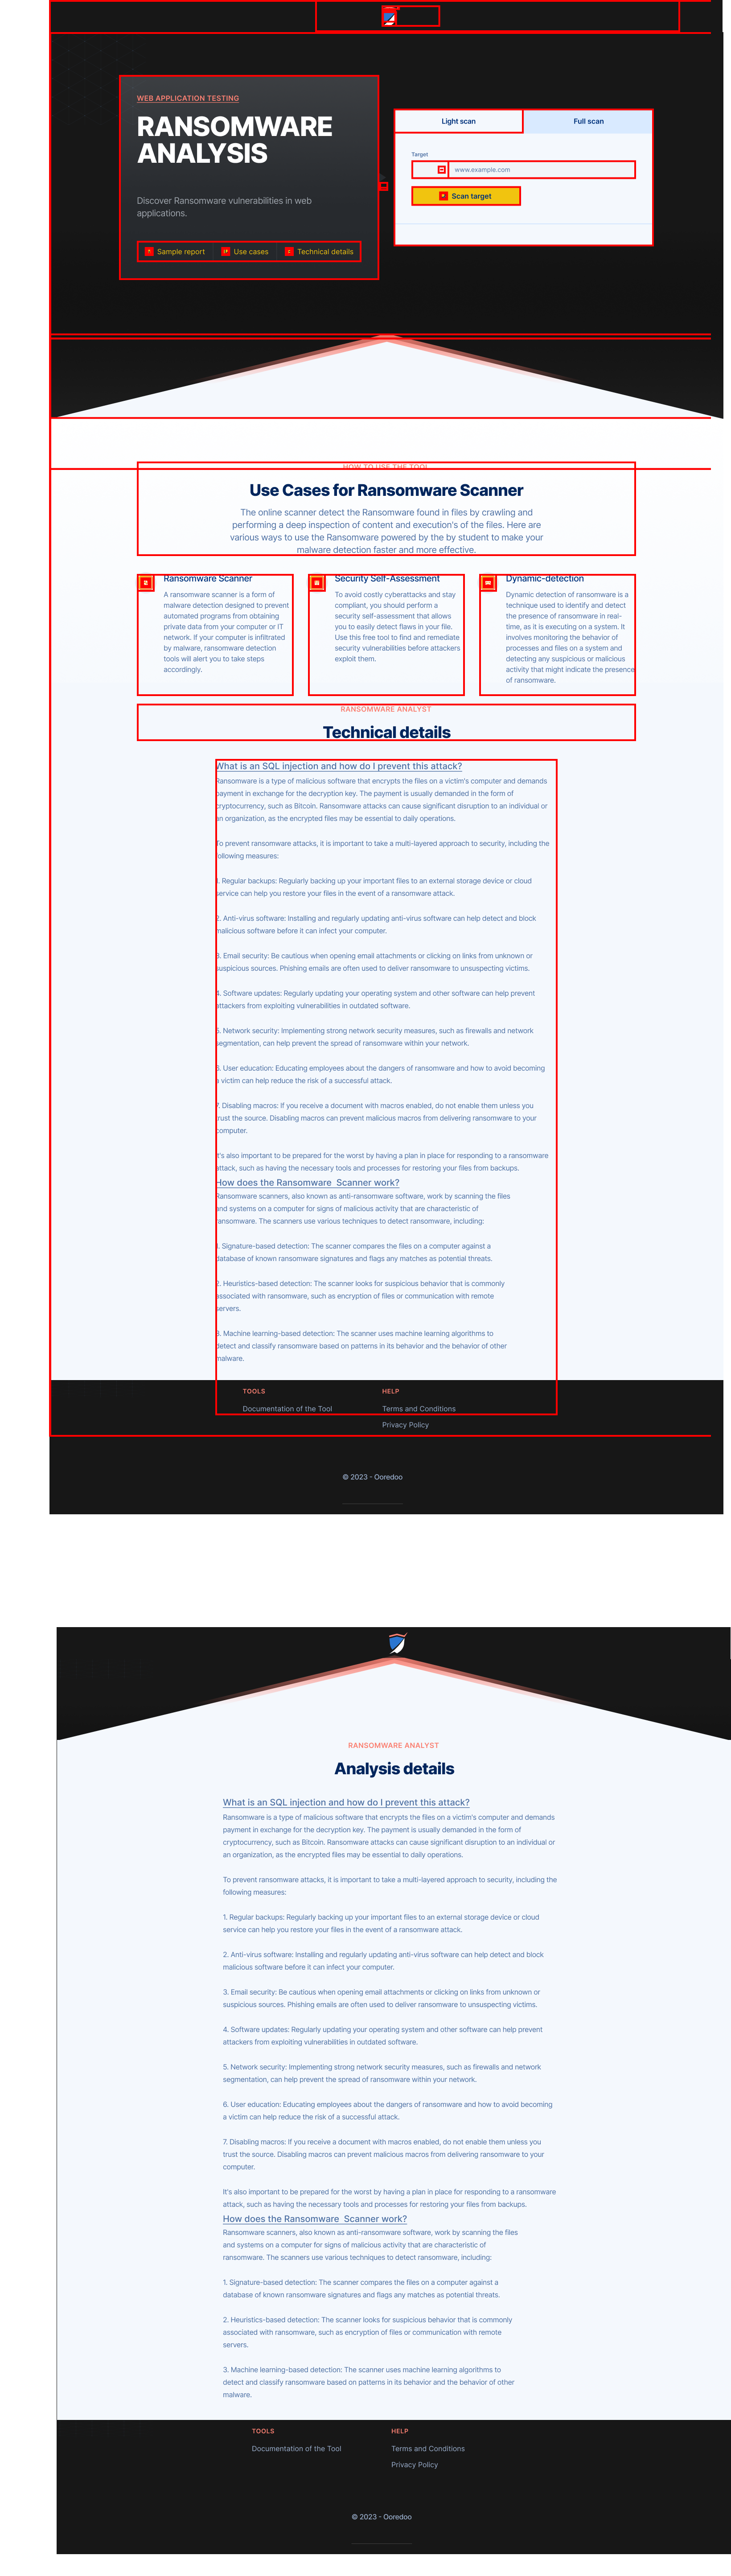 WEB APPLICATION TESTING
RANSOMWARE
ANALYSIS
Discover Ransomware vulnerabilities in web
applications.
Sample report
Use cases
Technical details
Light scan
Full scan
Target
www.example.com
Scan target
HOW TO USE THE TOOL
Use Cases for Ransomware Scanner
The online scanner detect the Ransomware found in files by crawling and
performing a deep inspection of content and execution's of the files. Here are
various ways to use the Ransomware powered by the by student to make your
malware detection faster and more effective.
Ransomware Scanner
A ransomware scanner is a form of
malware detection designed to prevent
automated programs from obtaining
private data from your computer or IT
network. If your computer is infiltrated
by malware, ransomware detection
tools will alert you to take steps
accordingly.
Security Self-Assessment
To avoid costly cyberattacks and stay
compliant, you should perform a
security self-assessment that allows
you to easily detect flaws in your file.
Use this free tool to find and remediate
security vulnerabilities before attackers
exploit them.
Dynamic-detection
Dynamic detection of ransomware is a
technique used to identify and detect
the presence of ransomware in real-
time, as it is executing on a system. It
involves monitoring the behavior of
processes and files on a system and
detecting any suspicious or malicious
activity that might indicate the presence
of ransomware.
RANSOMWARE ANALYST
Technical details
What is an SQL injection and how do I prevent this attack?
Ransomware is a type of malicious software that encrypts the files on a victim's computer and demands
payment in exchange for the decryption key. The payment is usually demanded in the form of
cryptocurrency, such as Bitcoin. Ransomware attacks can cause significant disruption to an individual or
an organization, as the encrypted files may be essential to daily operations.
To prevent ransomware attacks, it is important to take a multi-layered approach to security, including the
following measures:
1. Regular backups: Regularly backing up your important files to an external storage device or cloud
service can help you restore your files in the event of a ransomware attack.
2. Anti-virus software: Installing and regularly updating anti-virus software can help detect and block
malicious software before it can infect your computer.
3. Email security: Be cautious when opening email attachments or clicking on links from unknown or
suspicious sources. Phishing emails are often used to deliver ransomware to unsuspecting victims.
4. Software updates: Regularly updating your operating system and other software can help prevent
attackers from exploiting vulnerabilities in outdated software.
5. Network security: Implementing strong network security measures, such as firewalls and network
segmentation, can help prevent the spread of ransomware within your network.
6. User education: Educating employees about the dangers of ransomware and how to avoid becoming
a victim can help reduce the risk of a successful attack.
7. Disabling macros: If you receive a document with macros enabled, do not enable them unless you
trust the source. Disabling macros can prevent malicious macros from delivering ransomware to your
computer.
It's also important to be prepared for the worst by having a plan in place for responding to a ransomware
attack, such as having the necessary tools and processes for restoring your files from backups.
How does the Ransomware  Scanner work?
Ransomware scanners, also known as anti-ransomware software, work by scanning the files
and systems on a computer for signs of malicious activity that are characteristic of
ransomware. The scanners use various techniques to detect ransomware, including:
1. Signature-based detection: The scanner compares the files on a computer against a
database of known ransomware signatures and flags any matches as potential threats.
2. Heuristics-based detection: The scanner looks for suspicious behavior that is commonly
associated with ransomware, such as encryption of files or communication with remote
servers.
3. Machine learning-based detection: The scanner uses machine learning algorithms to
detect and classify ransomware based on patterns in its behavior and the behavior of other
malware.
TOOLS
HELP
Documentation of the Tool
Terms and Conditions
Privacy Policy
© 2023 - Ooredoo
RANSOMWARE ANALYST
Analysis details
What is an SQL injection and how do I prevent this attack?
Ransomware is a type of malicious software that encrypts the files on a victim's computer and demands
payment in exchange for the decryption key. The payment is usually demanded in the form of
cryptocurrency, such as Bitcoin. Ransomware attacks can cause significant disruption to an individual or
an organization, as the encrypted files may be essential to daily operations.
To prevent ransomware attacks, it is important to take a multi-layered approach to security, including the
following measures:
1. Regular backups: Regularly backing up your important files to an external storage device or cloud
service can help you restore your files in the event of a ransomware attack.
2. Anti-virus software: Installing and regularly updating anti-virus software can help detect and block
malicious software before it can infect your computer.
3. Email security: Be cautious when opening email attachments or clicking on links from unknown or
suspicious sources. Phishing emails are often used to deliver ransomware to unsuspecting victims.
4. Software updates: Regularly updating your operating system and other software can help prevent
attackers from exploiting vulnerabilities in outdated software.
5. Network security: Implementing strong network security measures, such as firewalls and network
segmentation, can help prevent the spread of ransomware within your network.
6. User education: Educating employees about the dangers of ransomware and how to avoid becoming
a victim can help reduce the risk of a successful attack.
7. Disabling macros: If you receive a document with macros enabled, do not enable them unless you
trust the source. Disabling macros can prevent malicious macros from delivering ransomware to your
computer.
It's also important to be prepared for the worst by having a plan in place for responding to a ransomware
attack, such as having the necessary tools and processes for restoring your files from backups.
How does the Ransomware  Scanner work?
Ransomware scanners, also known as anti-ransomware software, work by scanning the files
and systems on a computer for signs of malicious activity that are characteristic of
ransomware. The scanners use various techniques to detect ransomware, including:
1. Signature-based detection: The scanner compares the files on a computer against a
database of known ransomware signatures and flags any matches as potential threats.
2. Heuristics-based detection: The scanner looks for suspicious behavior that is commonly
associated with ransomware, such as encryption of files or communication with remote
servers.
3. Machine learning-based detection: The scanner uses machine learning algorithms to
detect and classify ransomware based on patterns in its behavior and the behavior of other
malware.
TOOLS
HELP
Documentation of the Tool
Terms and Conditions
Privacy Policy
© 2023 - Ooredoo